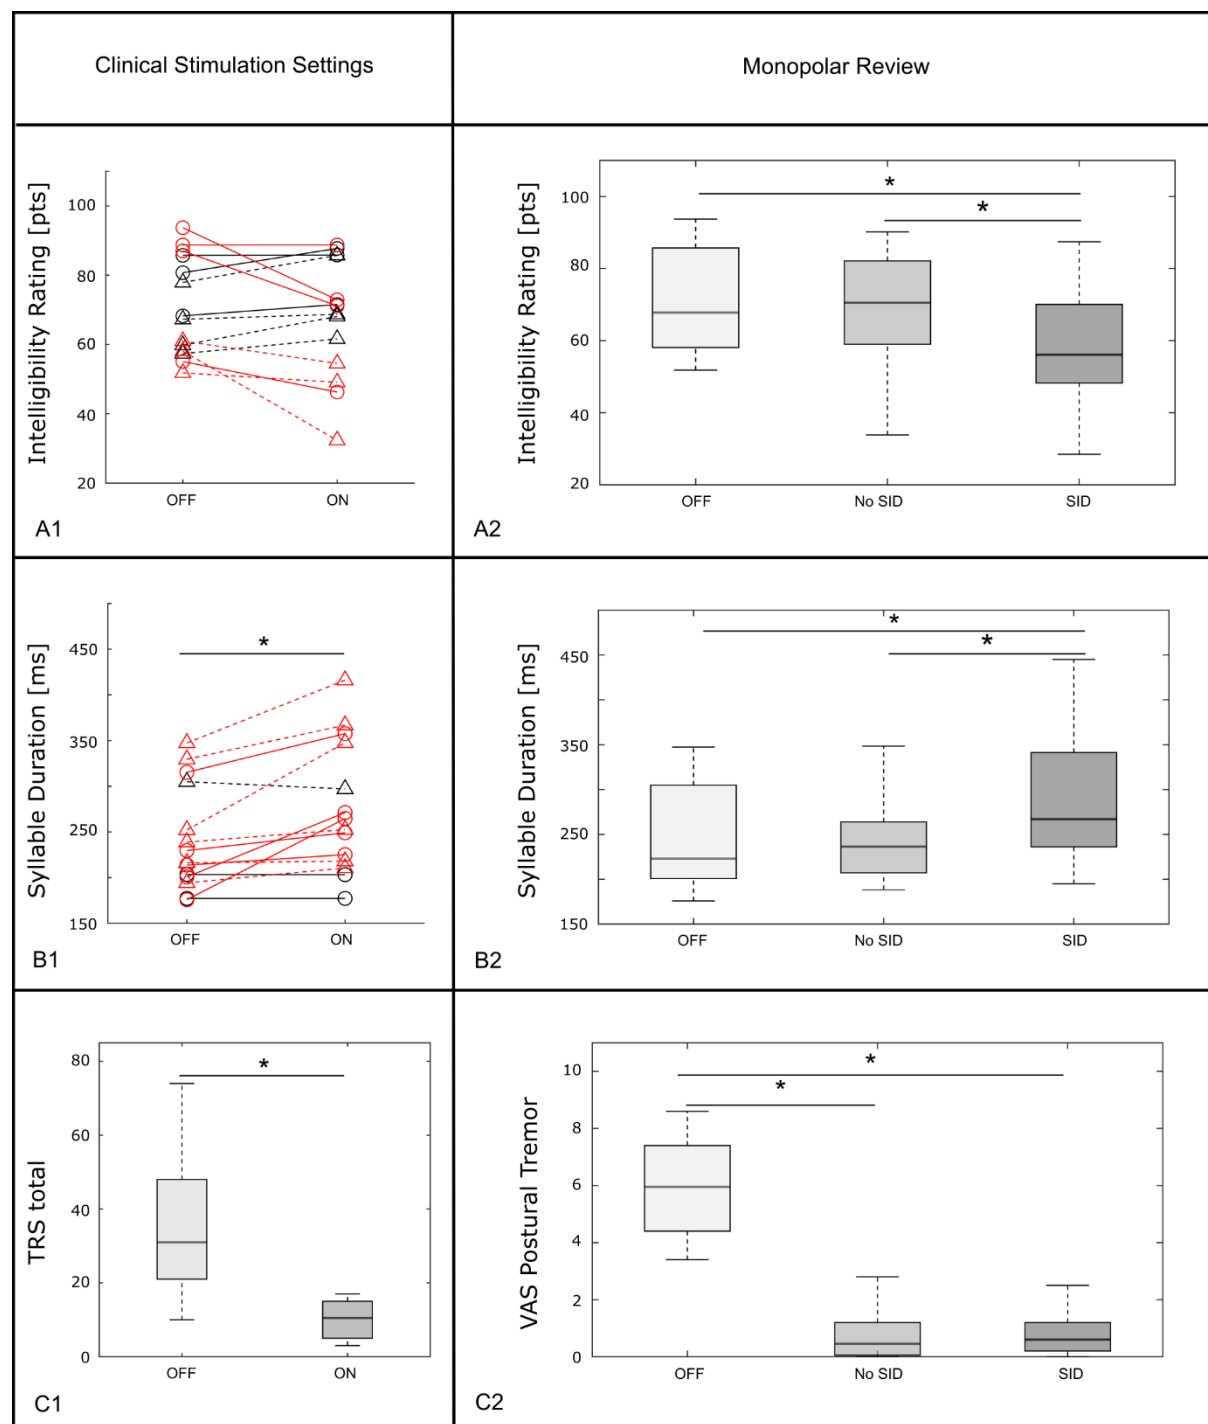 Clinical Stimulation Settings
Monopolar Review
Intelligibility Rating [pts]
100
80
60
40
20
OFF
ON
A1
Intelligibility Rating [pts]
100
80
60
40
20
*
*
OFF
No SID
SID
A2
Syllable Duration [ms]
450
350
250
150
*
OFF
ON
B1
Syllable Duration [ms]
450
350
250
150
*
*
OFF
No SID
SID
B2
TRS total
80
60
40
20
0
*
OFF
ON
C1
VAS Postural Tremor
10
8
6
4
2
0
*
*
OFF
No SID
SID
C2